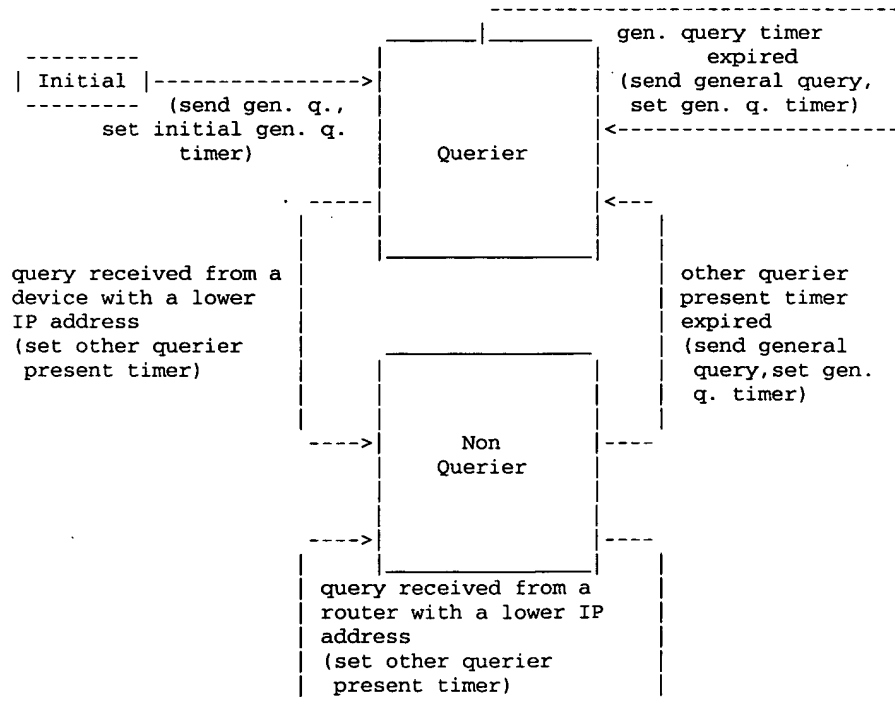 gen. query timer
expired
(send general query,
set gen. q. timer)
Initial
(send gen. q.,
set initial gen. q.
timer)
Querier
query received from a
device with a lower
IP address
(set other querier
present timer)
other querier
present timer
expired
(send general
query,set gen.
q. timer)
Non
Querier
query received from a
router with a lower IP
address
(set other querier
present timer)